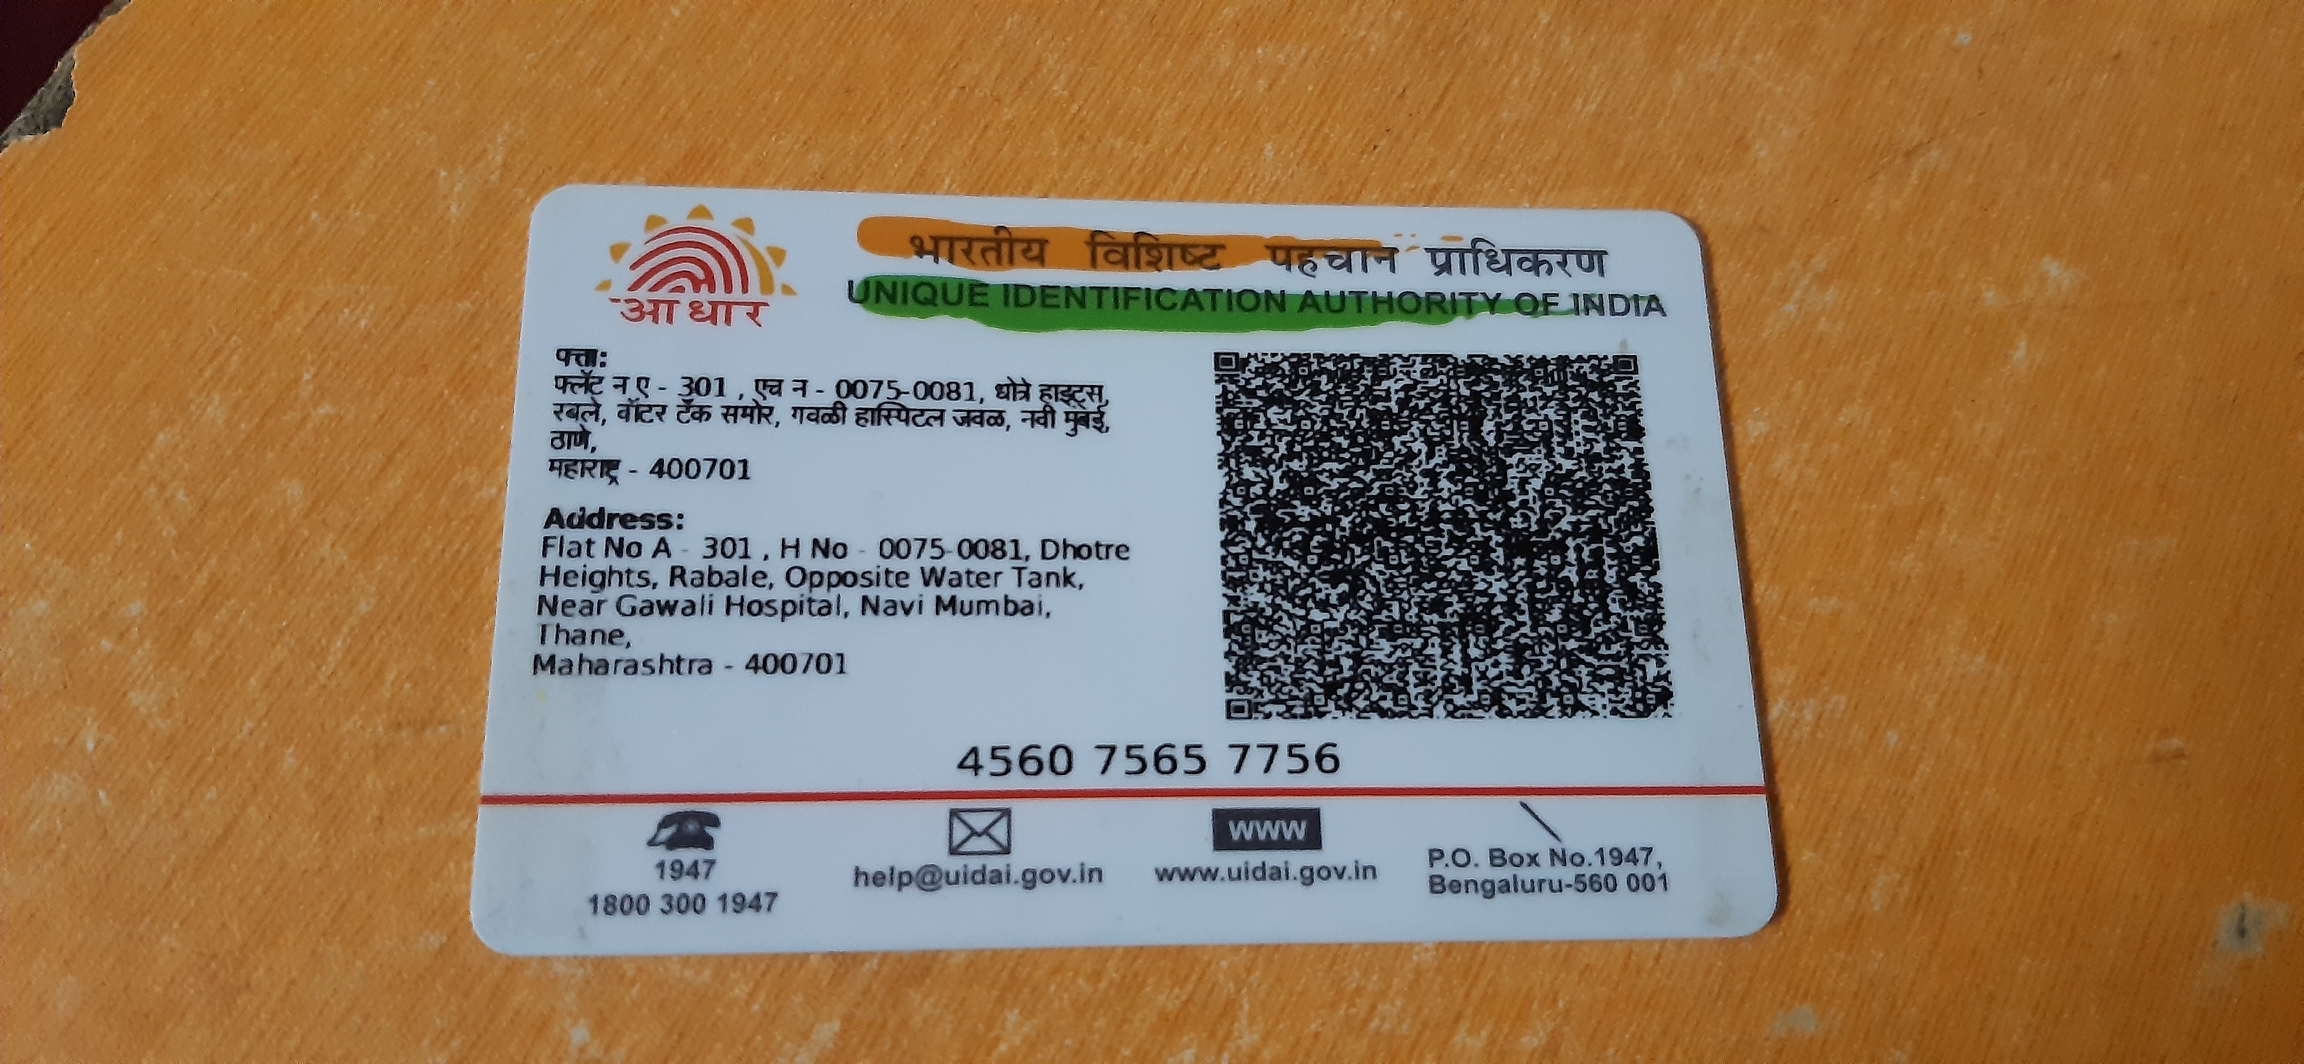 आधार
भारतीय विशिष्ट पहचान प्राधिकरण
UNIQUE IDENTIFICATION AUTHORITY OF INDIA
पत्ता:
फ्लॅट न ए - 301 , एच न - 0075-0081, धोत्रे हाइट्स,
रबले, वॉटर टँक समोर, गवळी हास्पिटल जवळ, नवी मुंबई,
ठाणे,
महाराष्ट्र - 400701
Address:
Flat No A - 301 , H No - 0075-0081, Dhotre
Heights, Rabale, Opposite Water Tank,
Near Gawali Hospital, Navi Mumbai,
Thane,
Maharashtra - 400701
4560 7565 7756
1947
1800 300 1947
help@uidai.gov.in
WWW
www.uidai.gov.in
P.O. Box No.1947,
Bengaluru-560 001